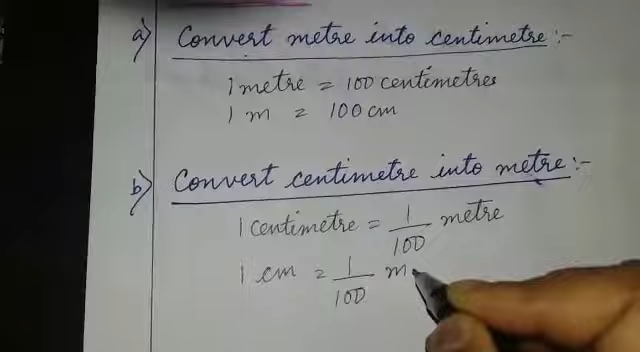 a) Convert metre into centimetre :-
1 metre = 100 centimetres
1 m = 100 cm
b) Convert centimetre into metre :-
1 centimetre = 1/100 metre
1 cm = 1/100 m